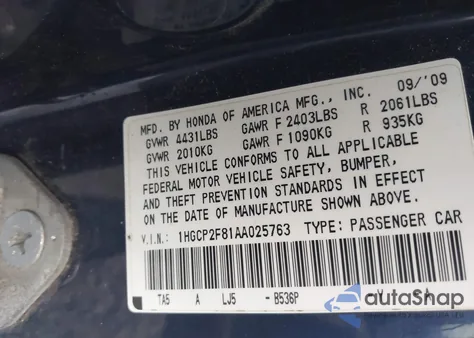 MFD. BY HONDA OF AMERICA MFG., INC. 09/'09
GVWR 4431LBS GAWR F 2403LBS R 2061LBS
GVWR 2010KG GAWR F 1090KG R 935KG
THIS VEHICLE CONFORMS TO ALL APPLICABLE
FEDERAL MOTOR VEHICLE SAFETY, BUMPER,
AND THEFT PREVENTION STANDARDS IN EFFECT
ON THE DATE OF MANUFACTURE SHOWN ABOVE.
V.I.N.: 1HGCP2F81AA025763 TYPE: PASSENGER CAR
TA5 A LJ5 -B536P
autoAshap